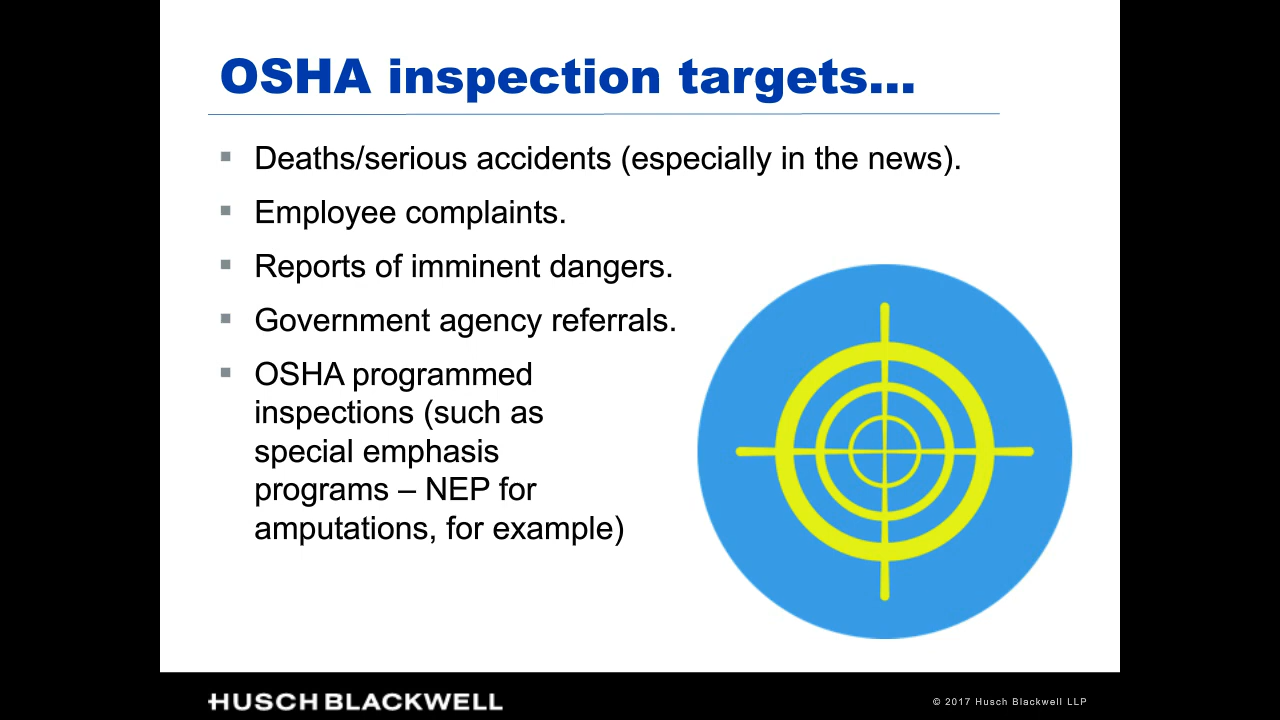 OSHA inspection targets...
▪ Deaths/serious accidents (especially in the news).
▪ Employee complaints.
▪ Reports of imminent dangers.
▪ Government agency referrals.
▪ OSHA programmed
inspections (such as
special emphasis
programs – NEP for
amputations, for example)
HUSCH BLACKWELL
© 2017 Husch Blackwell LLP